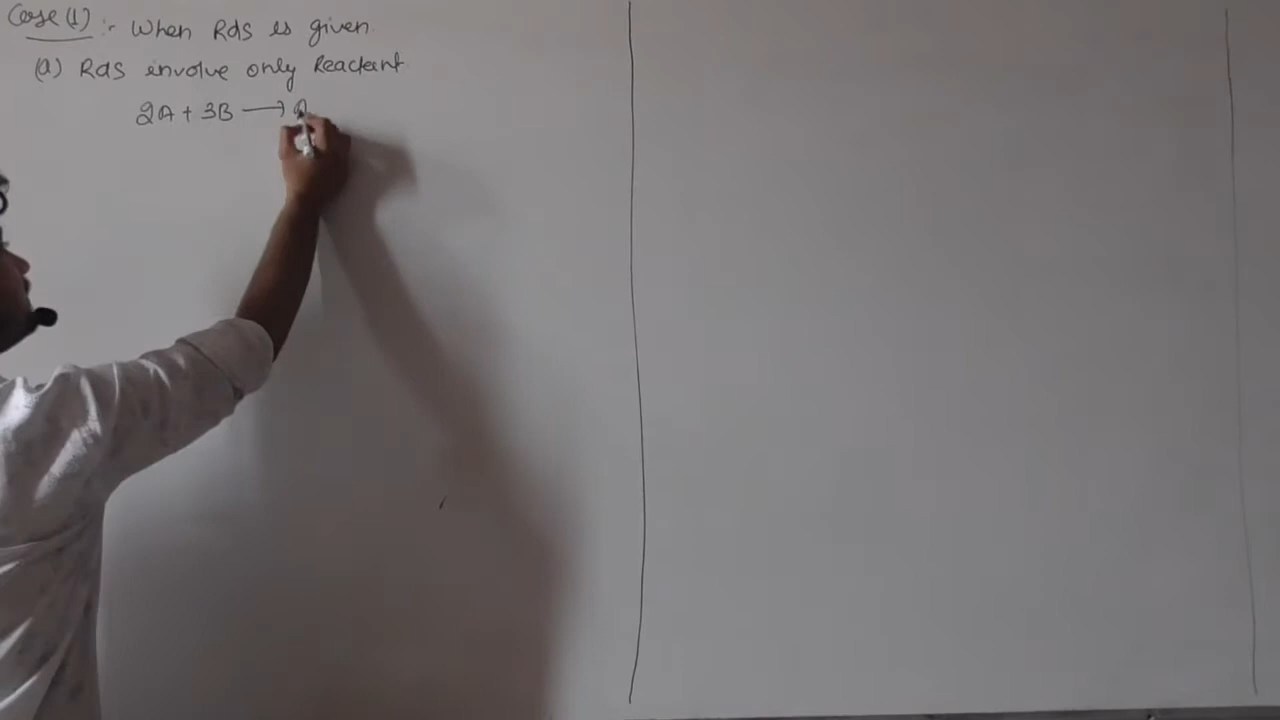 Case (1) :- When Rds is given
(a) Rds involve only Reactant
2A + 3B →